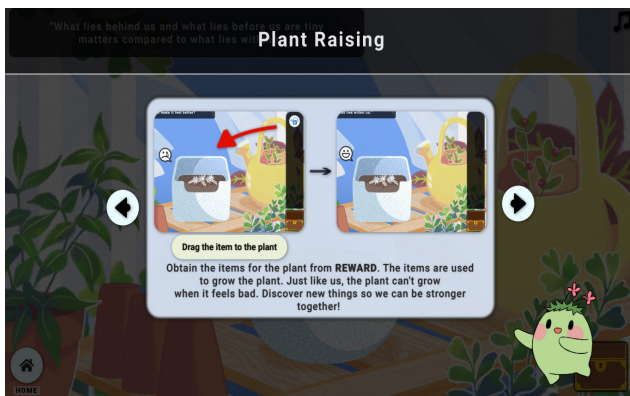 "What lies behind us and what lies before us are tiny
matters compared to what lies with
Plant Raising
Drag the item to the plant
Obtain the items for the plant from REWARD. The items are used
to grow the plant. Just like us, the plant can't grow
when it feels bad. Discover new things so we can be stronger
together!
HOME